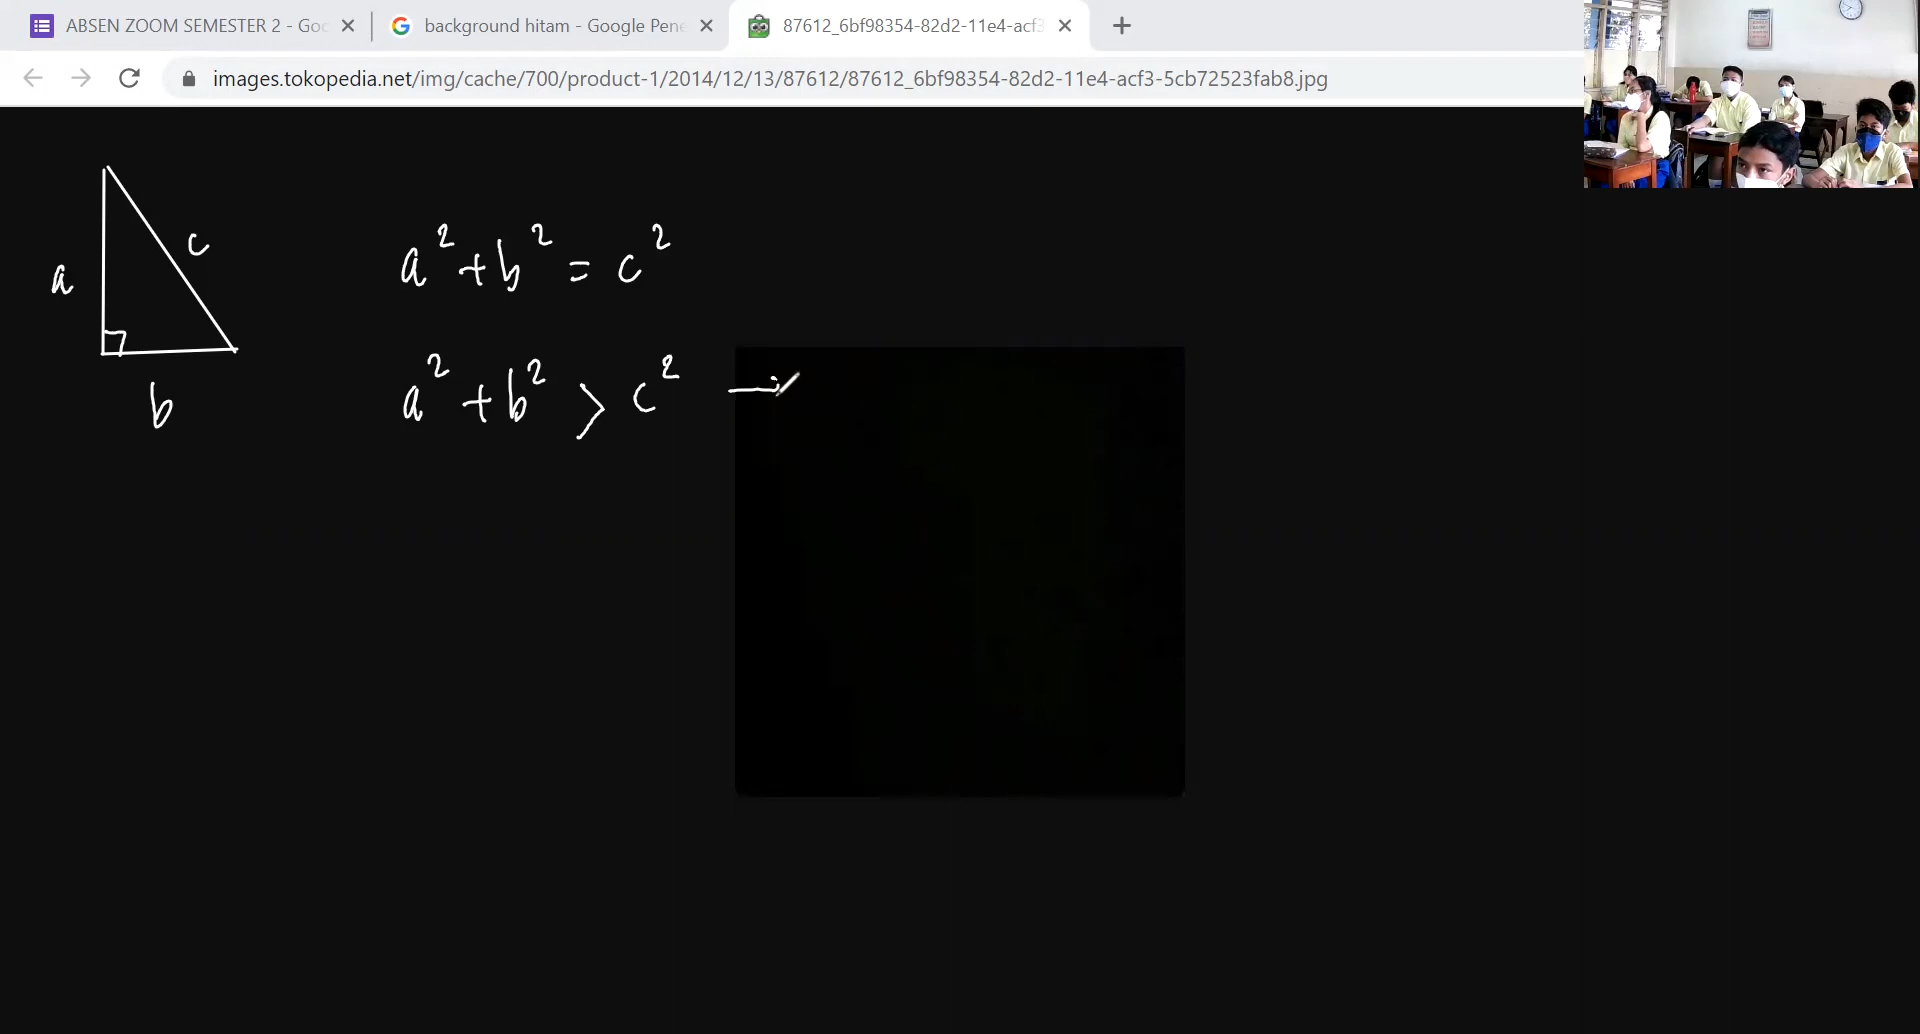 ABSEN ZOOM SEMESTER 2 - Goo
background hitam - Google Pene
87612_6bf98354-82d2-11e4-acf3
images.tokopedia.net/img/cache/700/product-1/2014/12/13/87612/87612_6bf98354-82d2-11e4-acf3-5cb72523fab8.jpg
a
c
b
a² + b² = c²
a² + b² > c² →